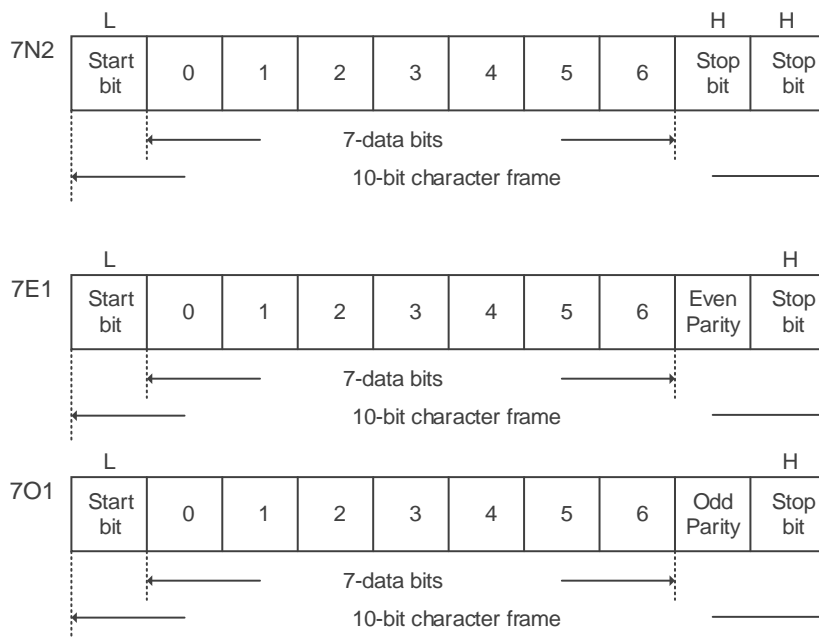 L H H
7N2
Start bit 0 1 2 3 4 5 6 Stop bit Stop bit
7-data bits
10-bit character frame
L H
7E1
Start bit 0 1 2 3 4 5 6 Even Parity Stop bit
7-data bits
10-bit character frame
L H
7O1
Start bit 0 1 2 3 4 5 6 Odd Parity Stop bit
7-data bits
10-bit character frame